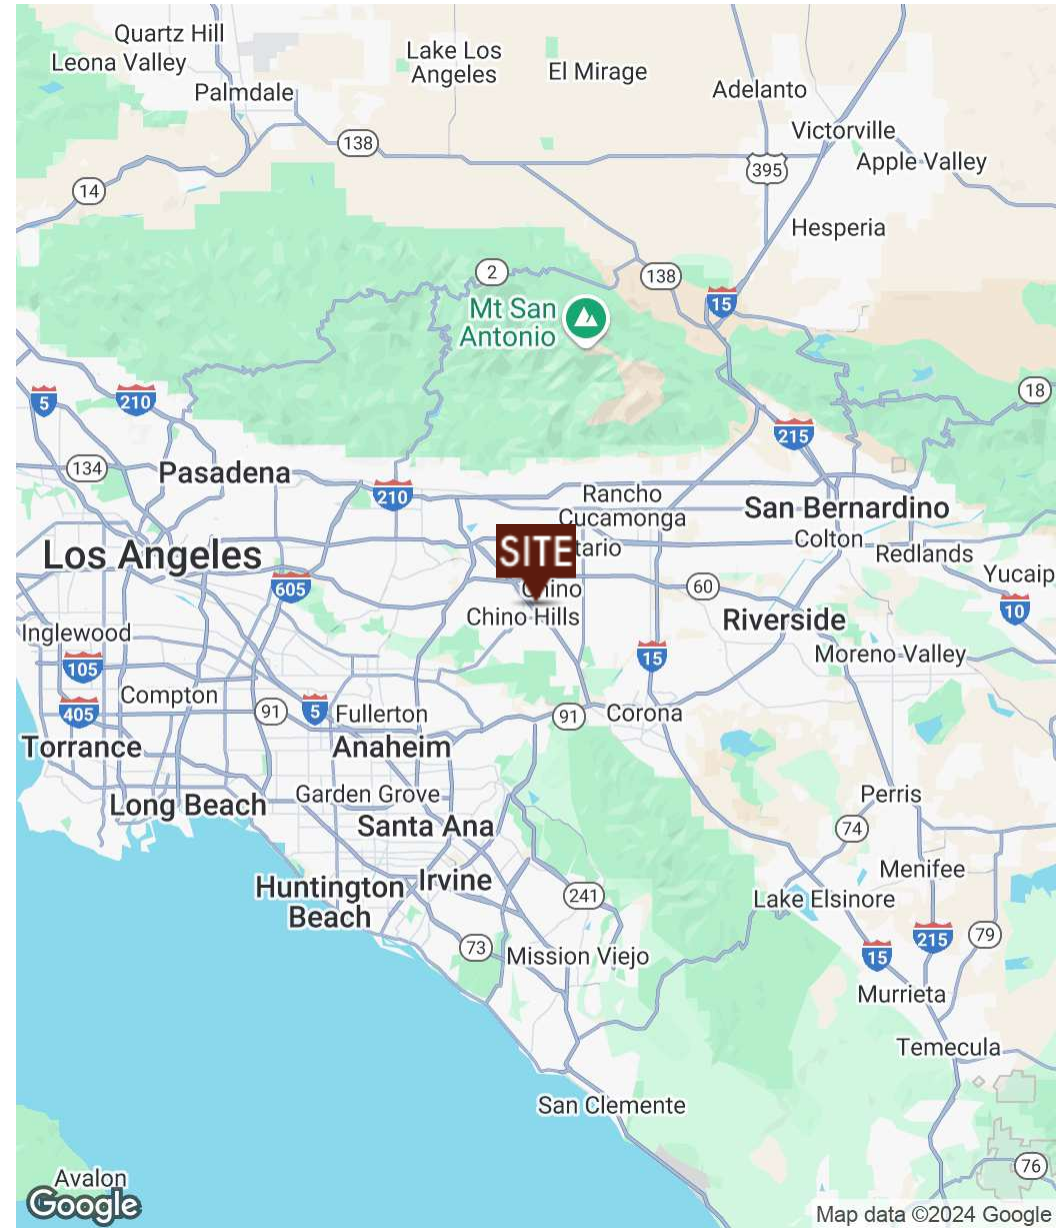 Quartz Hill
Leona Valley
Lake Los
Angeles
El Mirage
Palmdale
Adelanto
Victorville
138
395
Apple Valley
14
Hesperia
2
138
15
Mt San
Antonio
5
210
18
215
134
Pasadena
210
Rancho
Cucamonga
San Bernardino
Los Angeles
SITE
tario
Colton
Redlands
605
60
Yucaip
Chino
10
Chino Hills
Riverside
Inglewood
105
15
Moreno Valley
Compton
405
91
5
Fullerton
91
Corona
Torrance
Anaheim
Long Beach
Garden Grove
Perris
Santa Ana
74
Menifee
Huntington
Beach
Irvine
241
Lake Elsinore
73
Mission Viejo
15
215
79
Murrieta
Temecula
San Clemente
76
Avalon
Google
Map data ©2024 Google